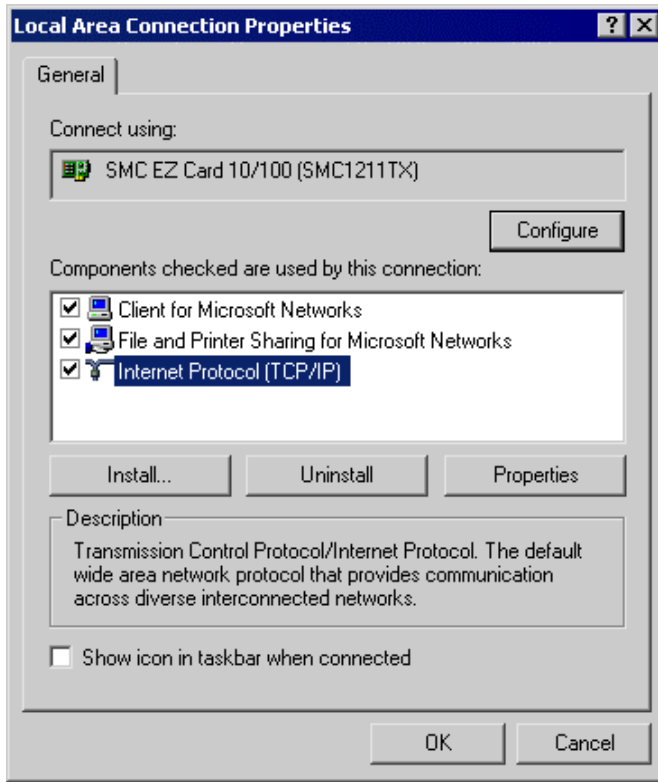 Local Area Connection Properties
General
Connect using:
SMC EZ Card 10/100 (SMC1211TX)
Configure
Components checked are used by this connection:
Client for Microsoft Networks
File and Printer Sharing for Microsoft Networks
Internet Protocol (TCP/IP)
Install...
Uninstall
Properties
Description
Transmission Control Protocol/Internet Protocol. The default
wide area network protocol that provides communication
across diverse interconnected networks.
Show icon in taskbar when connected
OK
Cancel